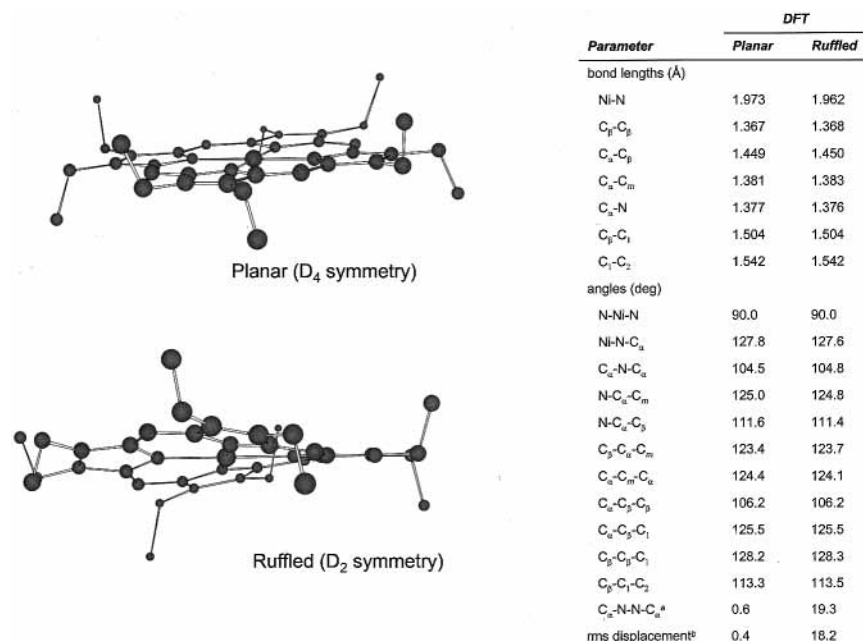 Planar (D₄ symmetry)
Ruffled (D₂ symmetry)
DFT
Parameter Planar Ruffled
bond lengths (Å)
Ni-N 1.973 1.962
Cβ-Cβ 1.367 1.368
Cα-Cβ 1.449 1.450
Cα-Cm 1.381 1.383
Cα-N 1.377 1.376
Cβ-C₁ 1.504 1.504
C₁-C₂ 1.542 1.542
angles (deg)
N-Ni-N 90.0 90.0
Ni-N-Cα 127.8 127.6
Cα-N-Cα 104.5 104.8
N-Cα-Cm 125.0 124.8
N-Cα-Cβ 111.6 111.4
Cβ-Cα-Cm 123.4 123.7
Cα-Cm-Cα 124.4 124.1
Cα-Cβ-Cβ 106.2 106.2
Cα-Cβ-C₁ 125.5 125.5
Cβ-Cβ-C₁ 128.2 128.3
Cβ-C₁-C₂ 113.3 113.5
Cα-N-N-Cαᵃ 0.6 19.3
rms displacementᵇ 0.4 18.2